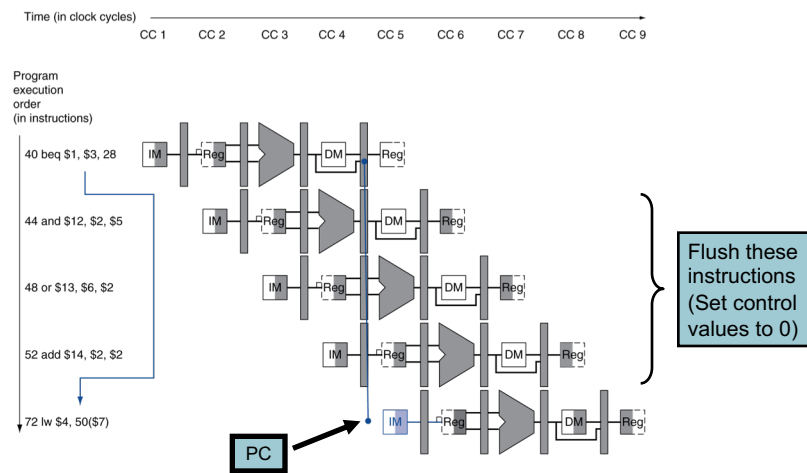 Time (in clock cycles)
CC 1 CC 2 CC 3 CC 4 CC 5 CC 6 CC 7 CC 8 CC 9
Program
execution
order
(in instructions)
40 beq $1, $3, 28
IM Reg DM Reg
44 and $12, $2, $5
IM Reg DM Reg
48 or $13, $6, $2
IM Reg DM Reg
52 add $14, $2, $2
IM Reg DM Reg
72 lw $4, 50($7)
IM Reg DM Reg
Flush these
instructions
(Set control
values to 0)
PC